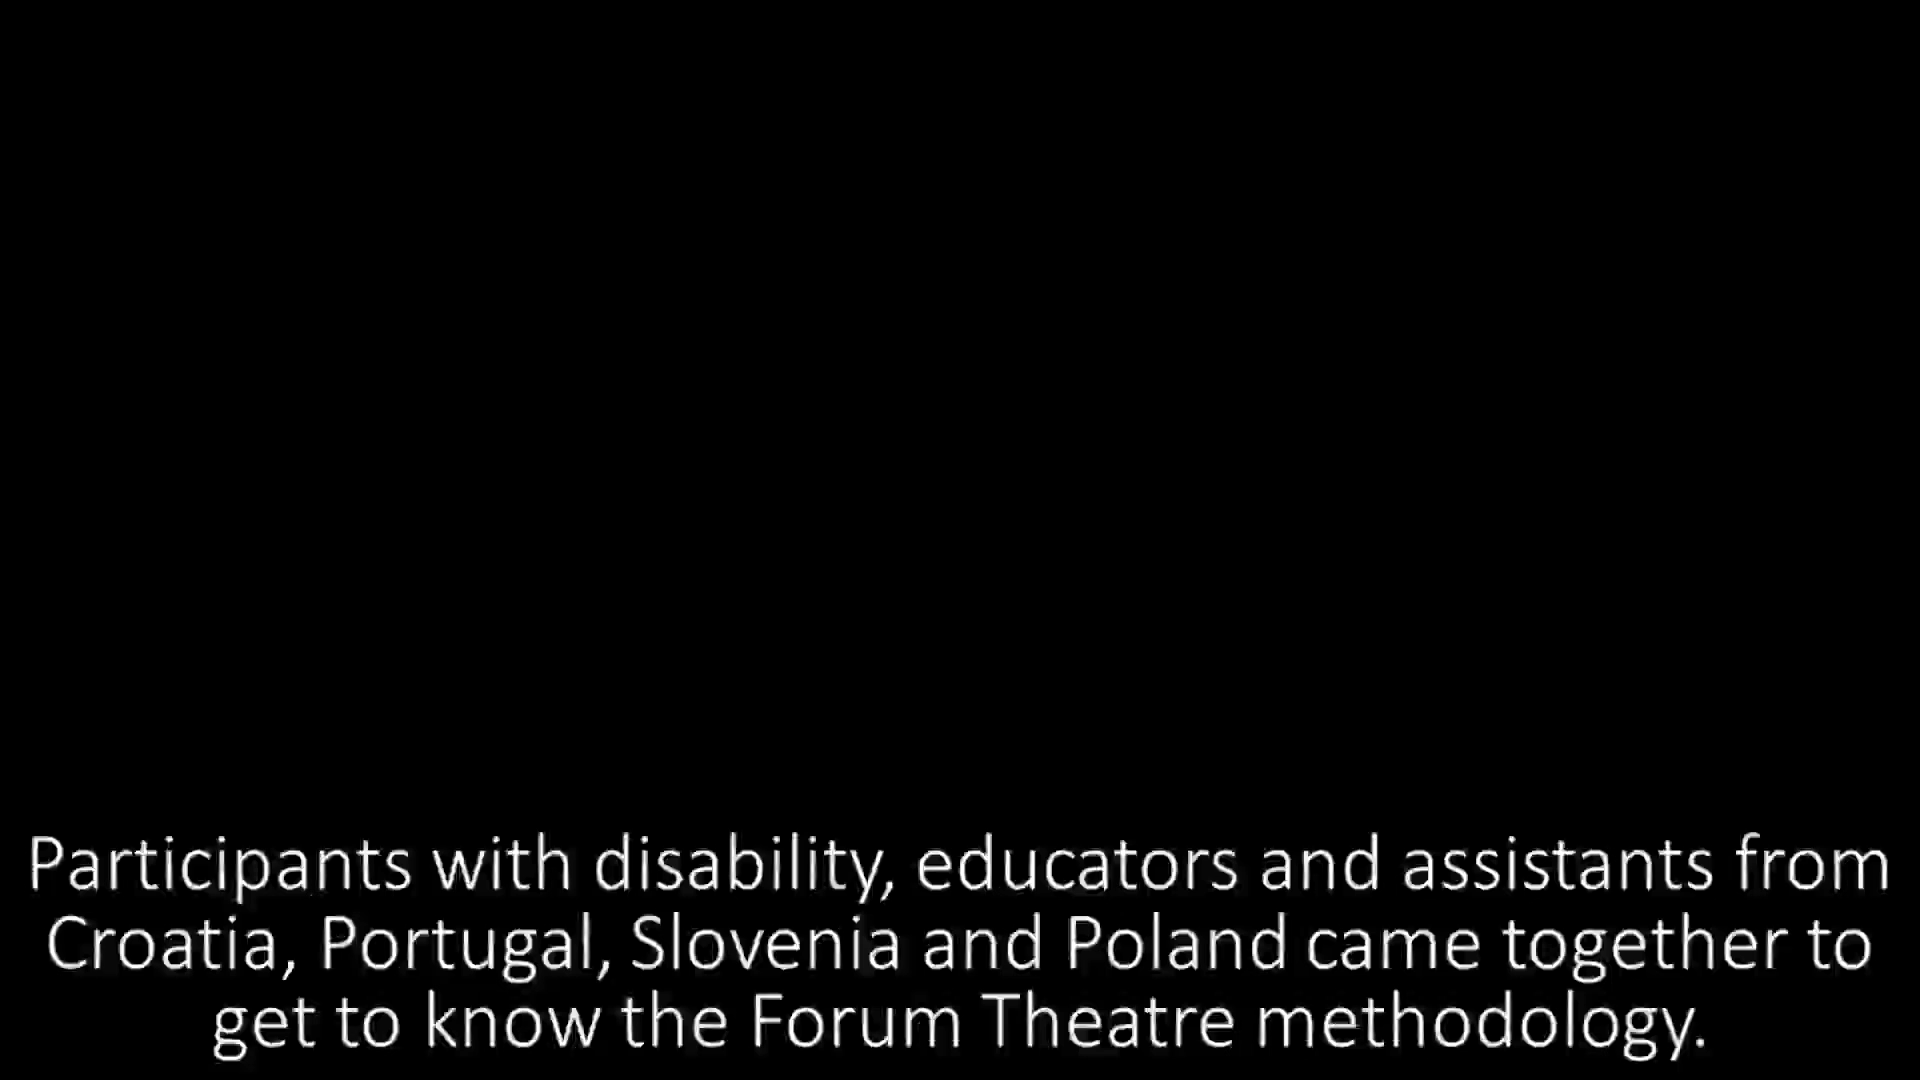 Participants with disability, educators and assistants from
Croatia, Portugal, Slovenia and Poland came together to
get to know the Forum Theatre methodology.